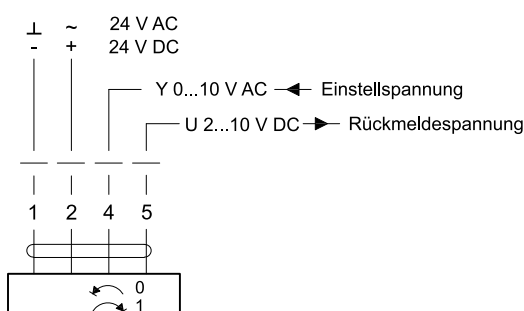 ⊥ ~ 24 V AC
- + 24 V DC
Y 0...10 V AC Einstellspannung
U 2...10 V DC Rückmeldespannung
1 2 4 5
0
1